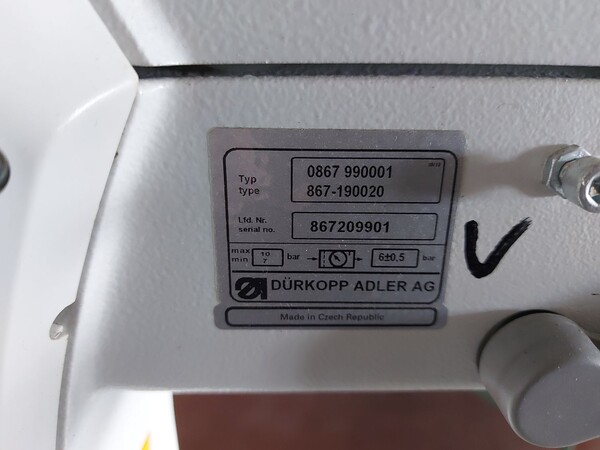 Typ
type
0867 990001
867-190020
Lfd. Nr.
serial no.
867209901
max
min
10
7
bar
6±0,5
bar
DÜRKOPP ADLER AG
Made in Czech Republic
V